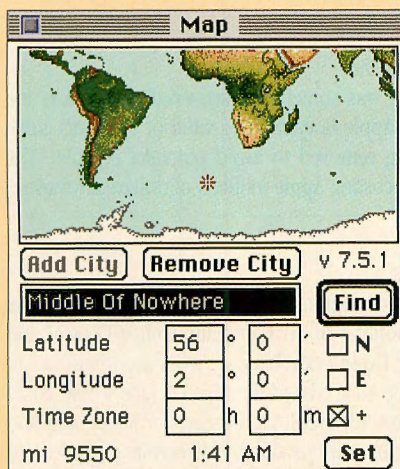 Map
Add City Remove City v 7.5.1
Middle Of Nowhere Find
Latitude 56 ° 0 ′ N
Longitude 2 ° 0 ′ E
Time Zone 0 h 0 m +
mi 9550 1:41 AM Set